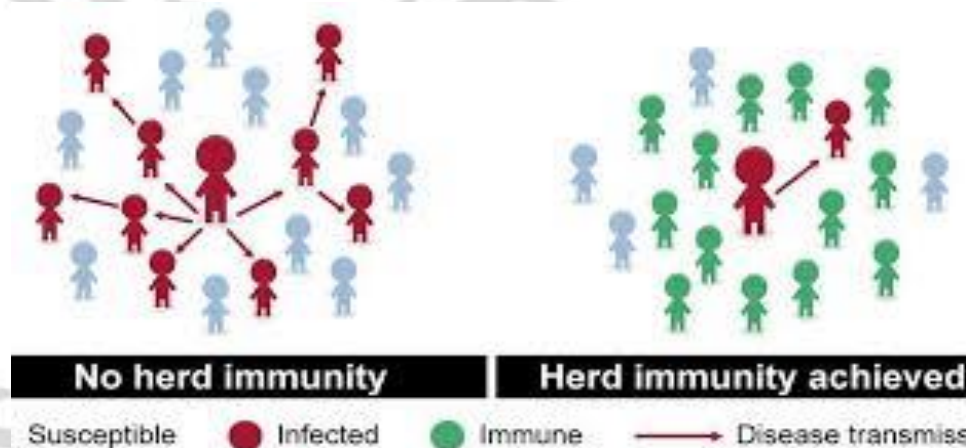 No herd immunity
Herd immunity achieved
Susceptible Infected Immune Disease transmiss